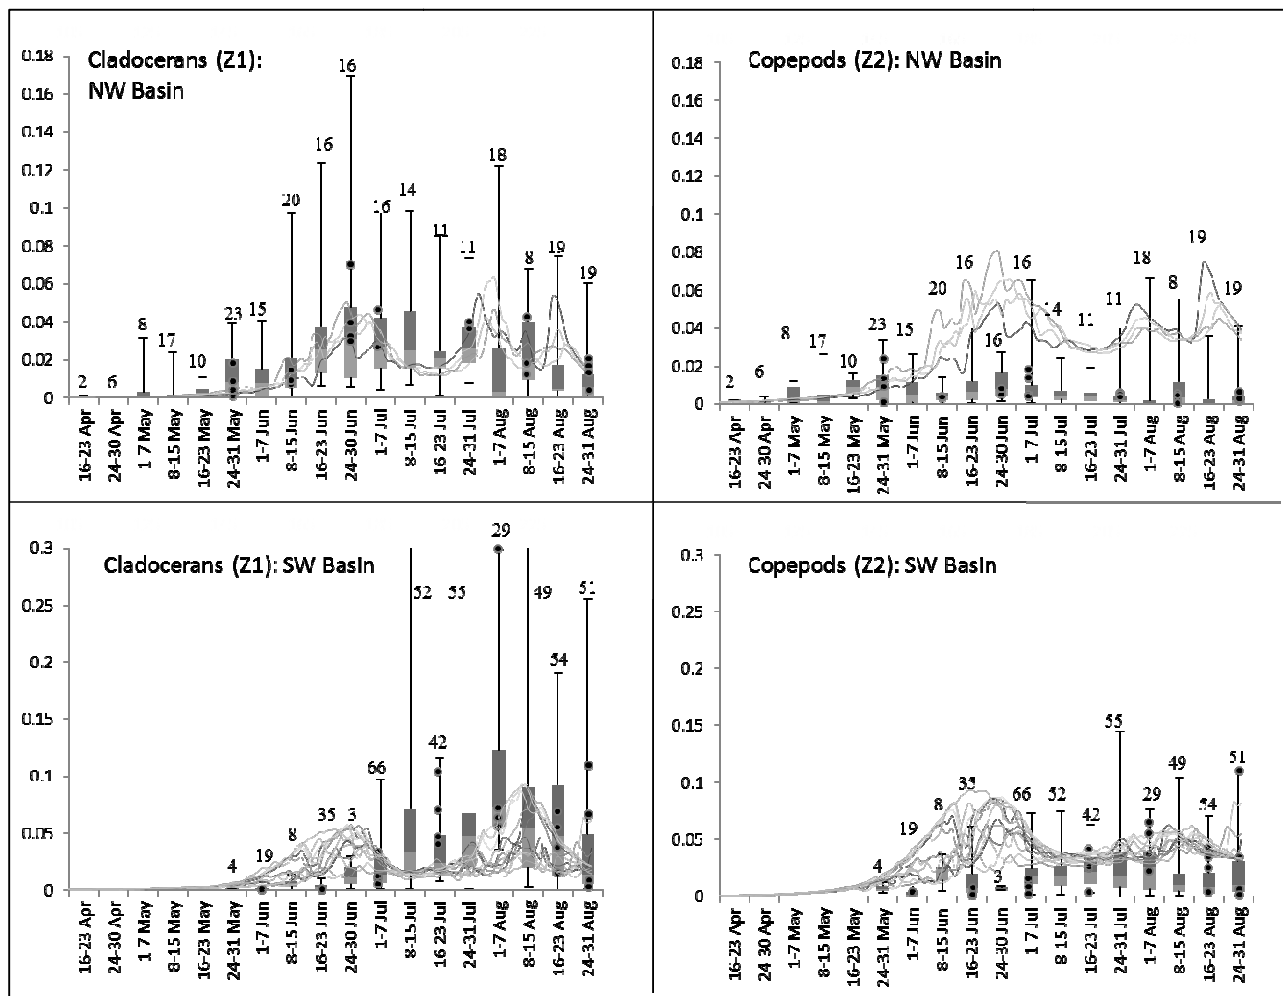 Cladocerans (Z1):
NW Basin
0.18
0.16
0.14
0.12
0.1
0.08
0.06
0.04
0.02
0
2
6
8
17
10
23
15
20
16
16
16
14
11
11
18
8
19
19
16-23 Apr
24-30 Apr
1 7 May
8-15 May
16-23 May
24-31 May
1-7 Jun
8-15 Jun
16-23 Jun
24-30 Jun
1-7 Jul
8-15 Jul
16 23 Jul
24-31 Jul
1-7 Aug
8-15 Aug
16-23 Aug
24-31 Aug
Copepods (Z2): NW Basin
0.18
0.16
0.14
0.12
0.1
0.08
0.06
0.04
0.02
0
2
6
8
17
10
23
15
20
16
16
16
14
11
11
18
8
19
19
16-23 Apr
24 30 Apr
1-7 May
8-15 May
16-23 May
24-31 May
1-7 Jun
8-15 Jun
16-23 Jun
24-30 Jun
1 7 Jul
8 15 Jul
16-23 Jul
24-31 Jul
1-7 Aug
8-15 Aug
16-23 Aug
24-31 Aug
Cladocerans (Z1): SW Basin
0.3
0.25
0.2
0.15
0.1
0.05
0
4
19
8
35
3
66
52
42
55
29
49
54
51
16-23 Apr
24-30 Apr
1 7 May
8-15 May
16-23 May
24-31 May
1-7 Jun
8-15 Jun
16-23 Jun
24-30 Jun
1-7 Jul
8-15 Jul
16 23 Jul
24-31 Jul
1-7 Aug
8-15 Aug
16-23 Aug
24-31 Aug
Copepods (Z2): SW Basin
0.3
0.25
0.2
0.15
0.1
0.05
0
4
19
8
35
3
66
52
42
55
29
49
54
51
16-23 Apr
24 30 Apr
1-7 May
8-15 May
16-23 May
24-31 May
1-7 Jun
8-15 Jun
16-23 Jun
24-30 Jun
1 7 Jul
8-15 Jul
16-23 Jul
24-31 Jul
1-7 Aug
8-15 Aug
16-23 Aug
24-31 Aug